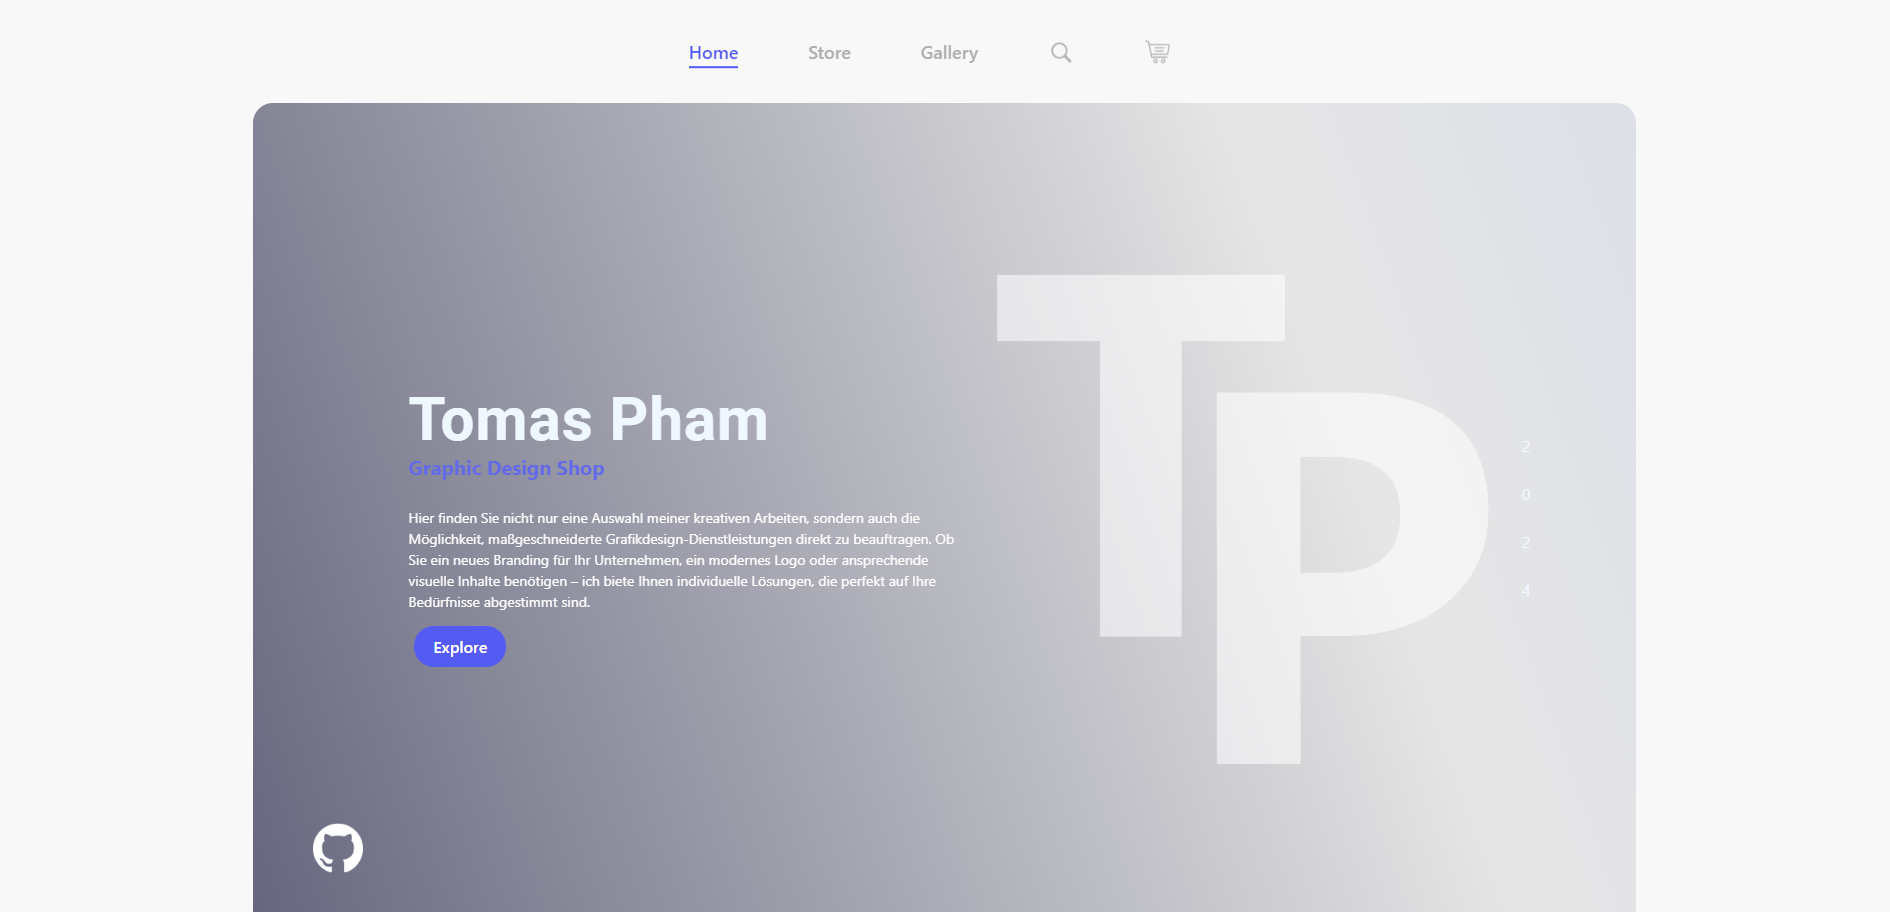 Home Store Gallery
Tomas Pham
Graphic Design Shop
Hier finden Sie nicht nur eine Auswahl meiner kreativen Arbeiten, sondern auch die
Möglichkeit, maßgeschneiderte Grafikdesign-Dienstleistungen direkt zu beauftragen. Ob
Sie ein neues Branding für Ihr Unternehmen, ein modernes Logo oder ansprechende
visuelle Inhalte benötigen – ich biete Ihnen individuelle Lösungen, die perfekt auf Ihre
Bedürfnisse abgestimmt sind.
Explore
TP
2
0
2
4